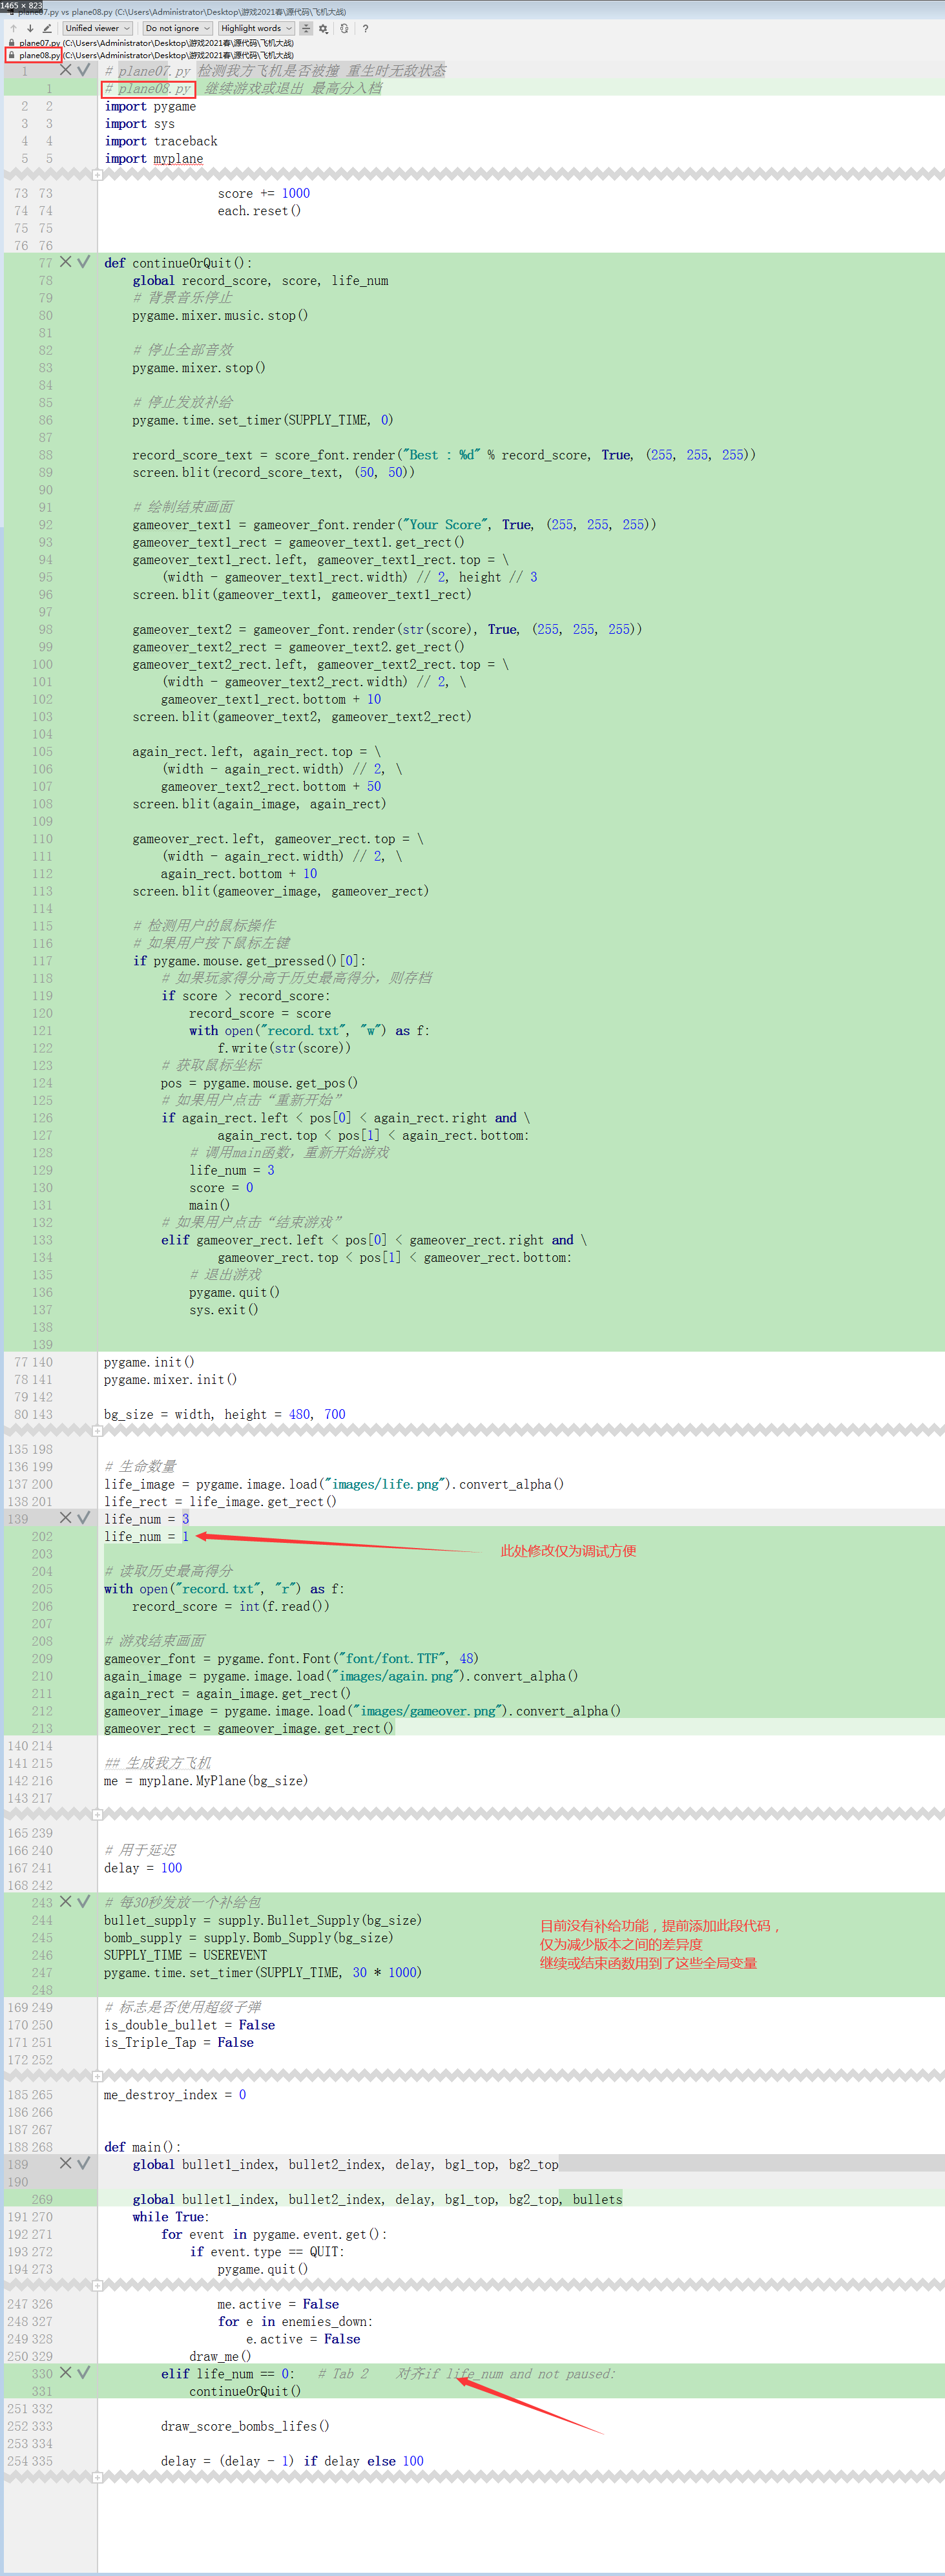 1465 × 823
plane07.py vs plane08.py (C:\Users\Administrator\Desktop\游戏2021春\源代码\飞机大战)
Unified viewer Do not ignore Highlight words ?
plane07.py (C:\Users\Administrator\Desktop\游戏2021春\源代码\飞机大战)
plane08.py (C:\Users\Administrator\Desktop\游戏2021春\源代码\飞机大战)
1 # plane07.py 检测我方飞机是否被撞 重生时无敌状态
1 # plane08.py 继续游戏或退出 最高分入档
2 2 import pygame
3 3 import sys
4 4 import traceback
5 5 import myplane
73 73 score += 1000
74 74 each.reset()
75 75
76 76
77 def continueOrQuit():
78 global record_score, score, life_num
79 # 背景音乐停止
80 pygame.mixer.music.stop()
81
82 # 停止全部音效
83 pygame.mixer.stop()
84
85 # 停止发放补给
86 pygame.time.set_timer(SUPPLY_TIME, 0)
87
88 record_score_text = score_font.render("Best : %d" % record_score, True, (255, 255, 255))
89 screen.blit(record_score_text, (50, 50))
90
91 # 绘制结束画面
92 gameover_text1 = gameover_font.render("Your Score", True, (255, 255, 255))
93 gameover_text1_rect = gameover_text1.get_rect()
94 gameover_text1_rect.left, gameover_text1_rect.top = \
95 (width - gameover_text1_rect.width) // 2, height // 3
96 screen.blit(gameover_text1, gameover_text1_rect)
97
98 gameover_text2 = gameover_font.render(str(score), True, (255, 255, 255))
99 gameover_text2_rect = gameover_text2.get_rect()
100 gameover_text2_rect.left, gameover_text2_rect.top = \
101 (width - gameover_text2_rect.width) // 2, \
102 gameover_text1_rect.bottom + 10
103 screen.blit(gameover_text2, gameover_text2_rect)
104
105 again_rect.left, again_rect.top = \
106 (width - again_rect.width) // 2, \
107 gameover_text2_rect.bottom + 50
108 screen.blit(again_image, again_rect)
109
110 gameover_rect.left, gameover_rect.top = \
111 (width - again_rect.width) // 2, \
112 again_rect.bottom + 10
113 screen.blit(gameover_image, gameover_rect)
114
115 # 检测用户的鼠标操作
116 # 如果用户按下鼠标左键
117 if pygame.mouse.get_pressed()[0]:
118 # 如果玩家得分高于历史最高得分，则存档
119 if score > record_score:
120 record_score = score
121 with open("record.txt", "w") as f:
122 f.write(str(score))
123 # 获取鼠标坐标
124 pos = pygame.mouse.get_pos()
125 # 如果用户点击“重新开始”
126 if again_rect.left < pos[0] < again_rect.right and \
127 again_rect.top < pos[1] < again_rect.bottom:
128 # 调用main函数，重新开始游戏
129 life_num = 3
130 score = 0
131 main()
132 # 如果用户点击“结束游戏”
133 elif gameover_rect.left < pos[0] < gameover_rect.right and \
134 gameover_rect.top < pos[1] < gameover_rect.bottom:
135 # 退出游戏
136 pygame.quit()
137 sys.exit()
138
139
77 140 pygame.init()
78 141 pygame.mixer.init()
79 142
80 143 bg_size = width, height = 480, 700
135 198
136 199 # 生命数量
137 200 life_image = pygame.image.load("images/life.png").convert_alpha()
138 201 life_rect = life_image.get_rect()
139 life_num = 3
202 life_num = 1
此处修改仅为调试方便
203
204 # 读取历史最高得分
205 with open("record.txt", "r") as f:
206 record_score = int(f.read())
207
208 # 游戏结束画面
209 gameover_font = pygame.font.Font("font/font.TTF", 48)
210 again_image = pygame.image.load("images/again.png").convert_alpha()
211 again_rect = again_image.get_rect()
212 gameover_image = pygame.image.load("images/gameover.png").convert_alpha()
213 gameover_rect = gameover_image.get_rect()
140 214
141 215 ## 生成我方飞机
142 216 me = myplane.MyPlane(bg_size)
143 217
165 239
166 240 # 用于延迟
167 241 delay = 100
168 242
243 # 每30秒发放一个补给包
244 bullet_supply = supply.Bullet_Supply(bg_size)
245 bomb_supply = supply.Bomb_Supply(bg_size)
246 SUPPLY_TIME = USEREVENT
247 pygame.time.set_timer(SUPPLY_TIME, 30 * 1000)
248
目前没有补给功能，提前添加此段代码，
仅为减少版本之间的差异度
继续或结束函数用到了这些全局变量
169 249 # 标志是否使用超级子弹
170 250 is_double_bullet = False
171 251 is_Triple_Tap = False
172 252
185 265 me_destroy_index = 0
186 266
187 267
188 268 def main():
189 global bullet1_index, bullet2_index, delay, bg1_top, bg2_top
190
269 global bullet1_index, bullet2_index, delay, bg1_top, bg2_top, bullets
191 270 while True:
192 271 for event in pygame.event.get():
193 272 if event.type == QUIT:
194 273 pygame.quit()
247 326 me.active = False
248 327 for e in enemies_down:
249 328 e.active = False
250 329 draw_me()
330 elif life_num == 0: # Tab 2 对齐if life_num and not paused:
331 continueOrQuit()
251 332
252 333 draw_score_bombs_lifes()
253 334
254 335 delay = (delay - 1) if delay else 100